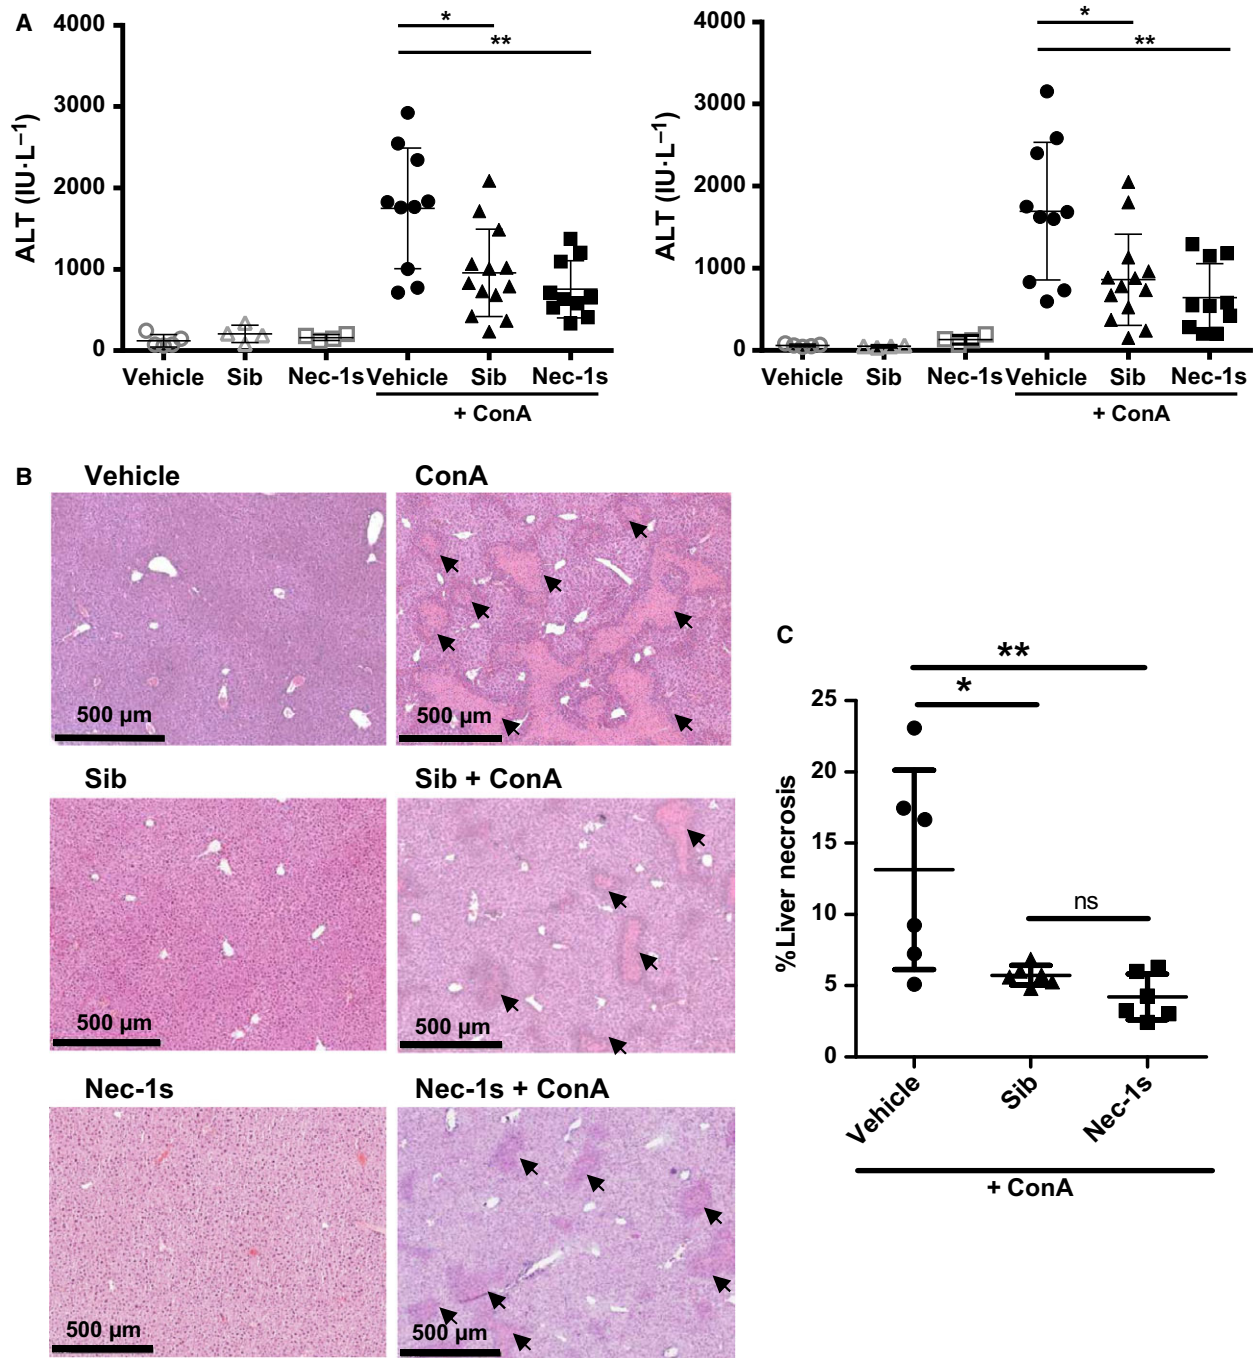 A
4000
3000
2000
1000
0
ALT (IU·L⁻¹)
*
**
Vehicle Sib Nec-1s Vehicle Sib Nec-1s
+ ConA
4000
3000
2000
1000
0
ALT (IU·L⁻¹)
*
**
Vehicle Sib Nec-1s Vehicle Sib Nec-1s
+ ConA
B
Vehicle
500 µm
ConA
500 µm
Sib
500 µm
Sib + ConA
500 µm
Nec-1s
500 µm
Nec-1s + ConA
500 µm
C
**
*
ns
25
20
15
10
5
0
%Liver necrosis
Vehicle
Sib
Nec-1s
+ ConA